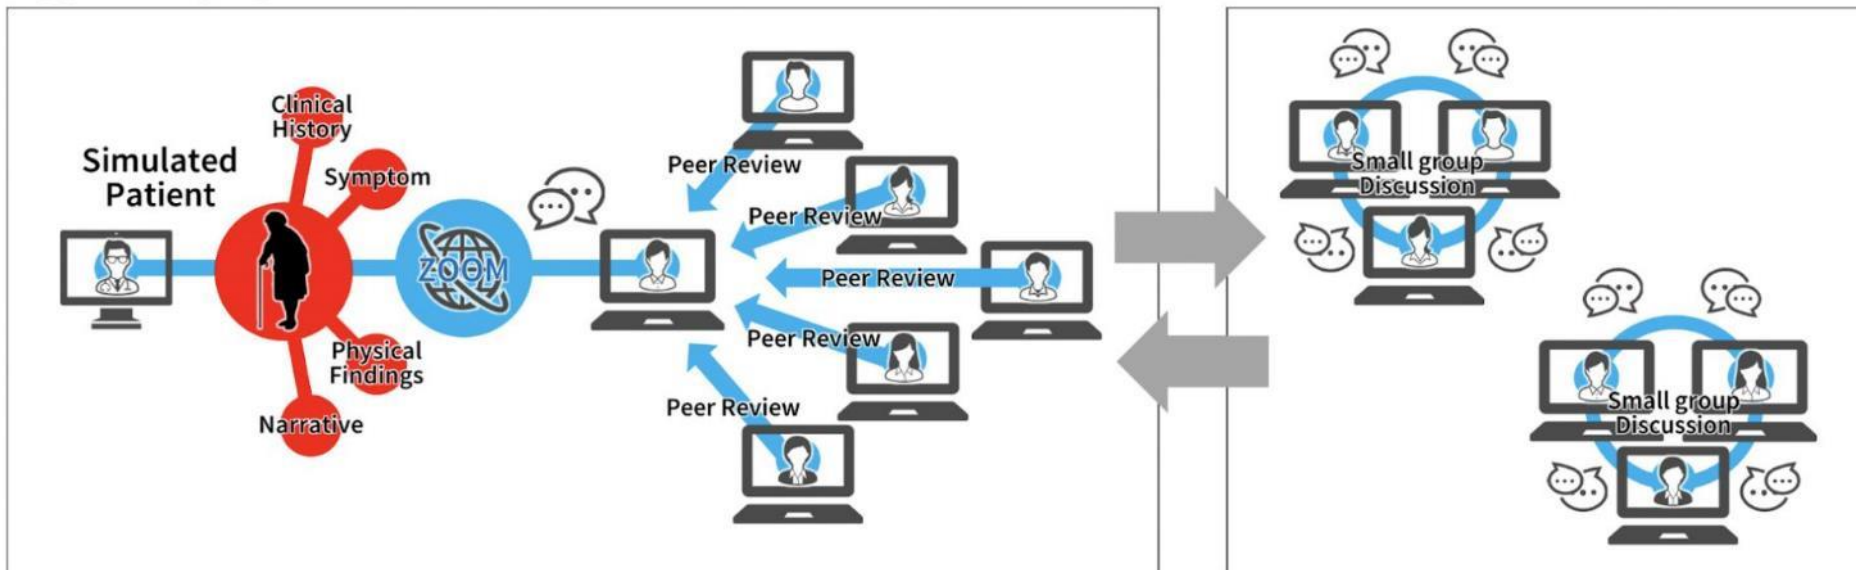 Simulated
Patient
Clinical
History
Symptom
Physical
Findings
Narrative
ZOOM
Peer Review
Peer Review
Peer Review
Peer Review
Peer Review
Small group
Discussion
Small group
Discussion